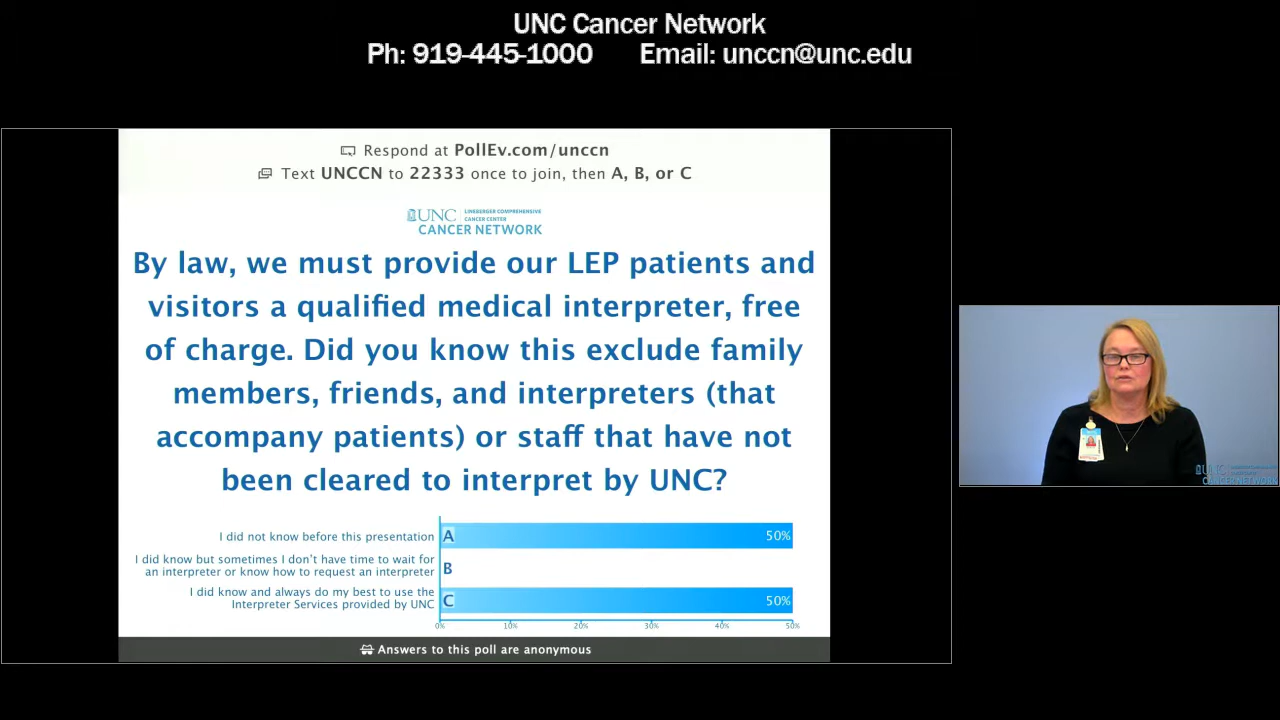 UNC Cancer Network
Ph: 919-445-1000 Email: unccn@unc.edu
Respond at PollEv.com/unccn
Text UNCCN to 22333 once to join, then A, B, or C
UNC LINEBERGER COMPREHENSIVE
CANCER CENTER
CANCER NETWORK
By law, we must provide our LEP patients and
visitors a qualified medical interpreter, free
of charge. Did you know this exclude family
members, friends, and interpreters (that
accompany patients) or staff that have not
been cleared to interpret by UNC?
I did not know before this presentation A 50%
I did know but sometimes I don't have time to wait for
an interpreter or know how to request an interpreter B
I did know and always do my best to use the
Interpreter Services provided by UNC C 50%
0% 10% 20% 30% 40% 50%
Answers to this poll are anonymous
UNC
CANCER NETWORK